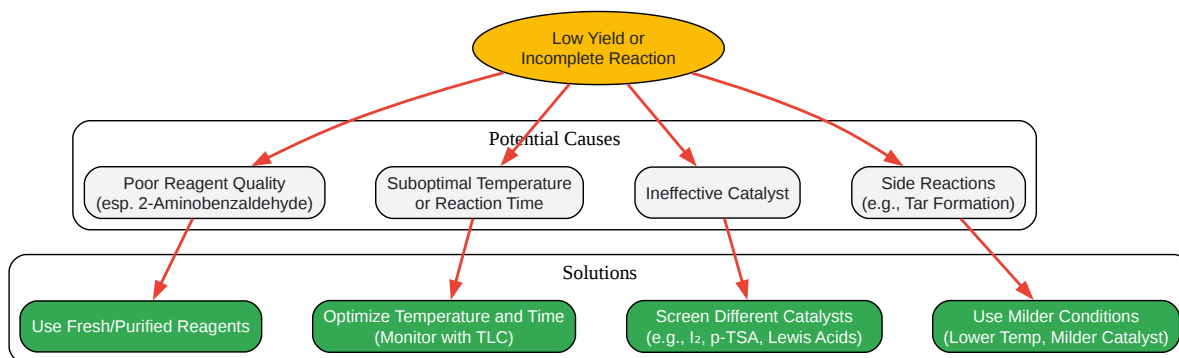 Low Yield or
Incomplete Reaction
Potential Causes
Poor Reagent Quality
(esp. 2-Aminobenzaldehyde)
Suboptimal Temperature
or Reaction Time
Ineffective Catalyst
Side Reactions
(e.g., Tar Formation)
Solutions
Use Fresh/Purified Reagents
Optimize Temperature and Time
(Monitor with TLC)
Screen Different Catalysts
(e.g., I₂, p-TSA, Lewis Acids)
Use Milder Conditions
(Lower Temp, Milder Catalyst)